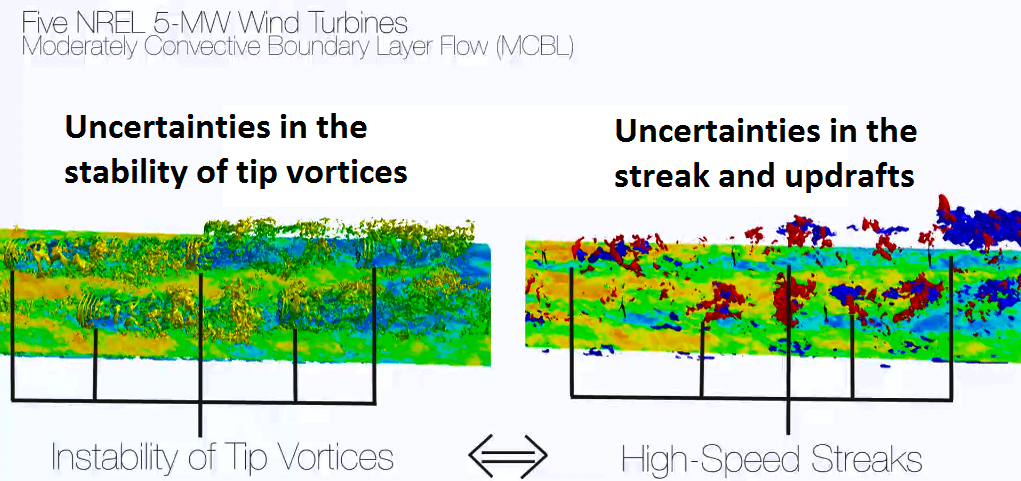 Five NREL 5-MW Wind Turbines
Moderately Convective Boundary Layer Flow (MCBL)
Uncertainties in the
stability of tip vortices
Uncertainties in the
streak and updrafts
Instability of Tip Vortices
High-Speed Streaks